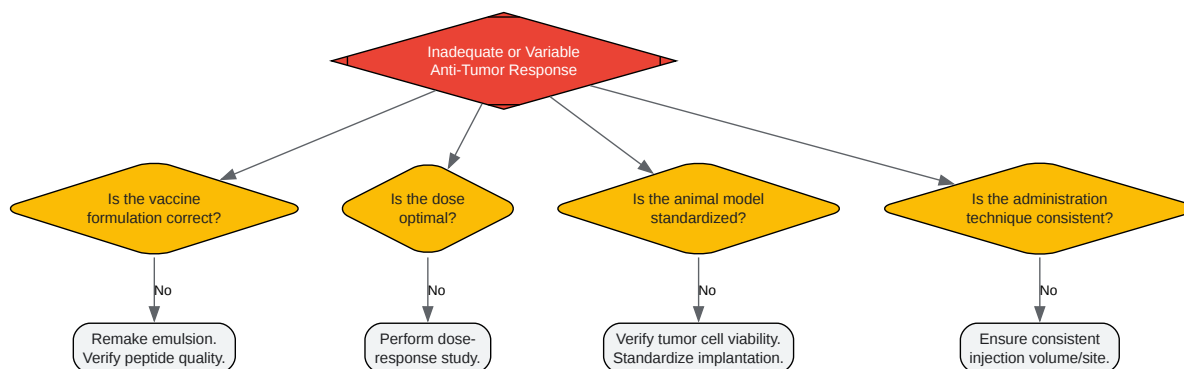 Inadequate or Variable
Anti-Tumor Response
Is the vaccine
formulation correct?
Is the dose
optimal?
Is the animal model
standardized?
Is the administration
technique consistent?
No
No
No
No
Remake emulsion.
Verify peptide quality.
Perform dose-
response study.
Verify tumor cell viability.
Standardize implantation.
Ensure consistent
injection volume/site.